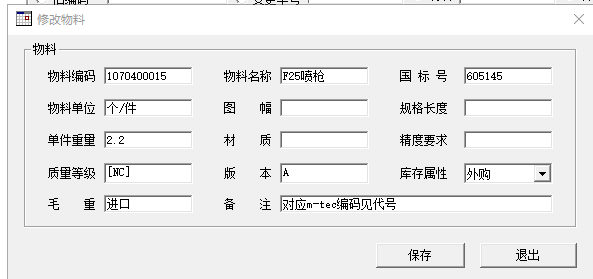 修改物料
物料
物料编码 1070400015 物料名称 F25喷枪 国 标 号 605145
物料单位 个/件 图 幅 规格长度
单件重量 2.2 材 质 精度要求
质量等级 [NC] 版 本 A 库存属性 外购
毛 重 进口 备 注 对应m-tec编码见代号
保存 退出